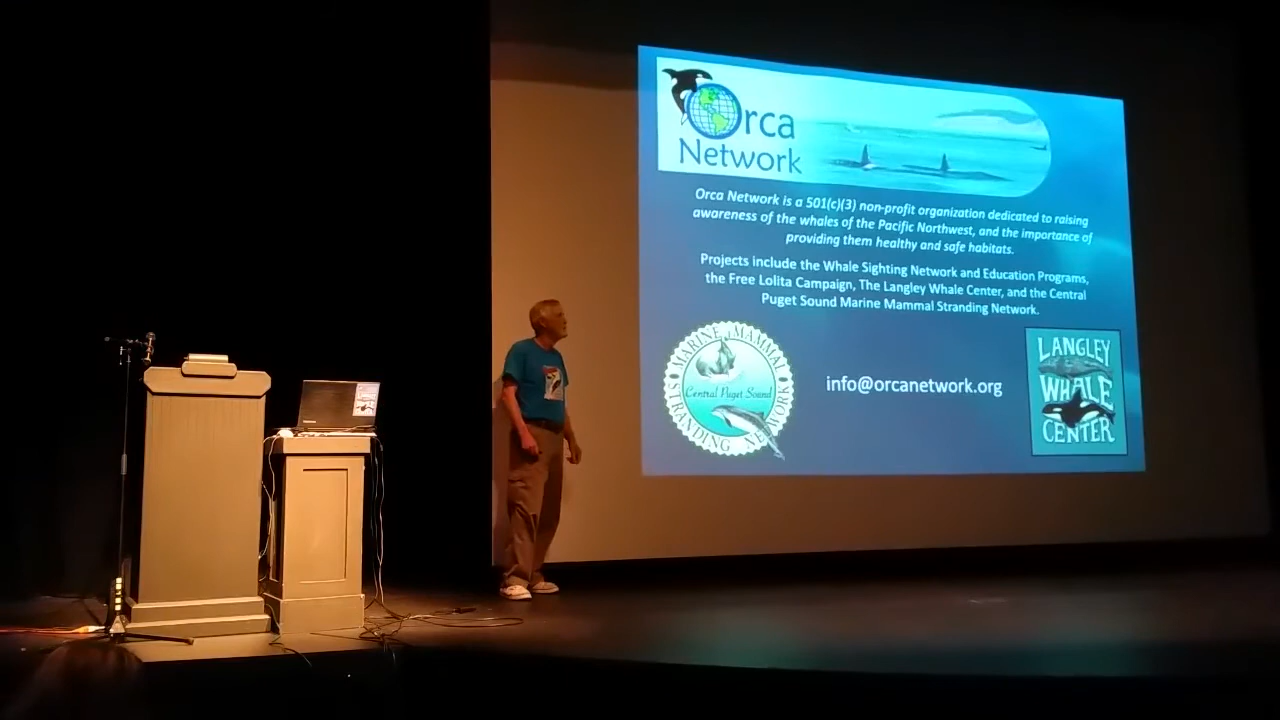 Orca
Network
Orca Network is a 501(c)(3) non-profit organization dedicated to raising
awareness of the whales of the Pacific Northwest, and the importance of
providing them healthy and safe habitats.
Projects include the Whale Sighting Network and Education Programs,
the Free Lolita Campaign, The Langley Whale Center, and the Central
Puget Sound Marine Mammal Stranding Network.
MARINE MAMMAL
Central Puget Sound
STRANDING NETWORK
info@orcanetwork.org
LANGLEY
WHALE
CENTER